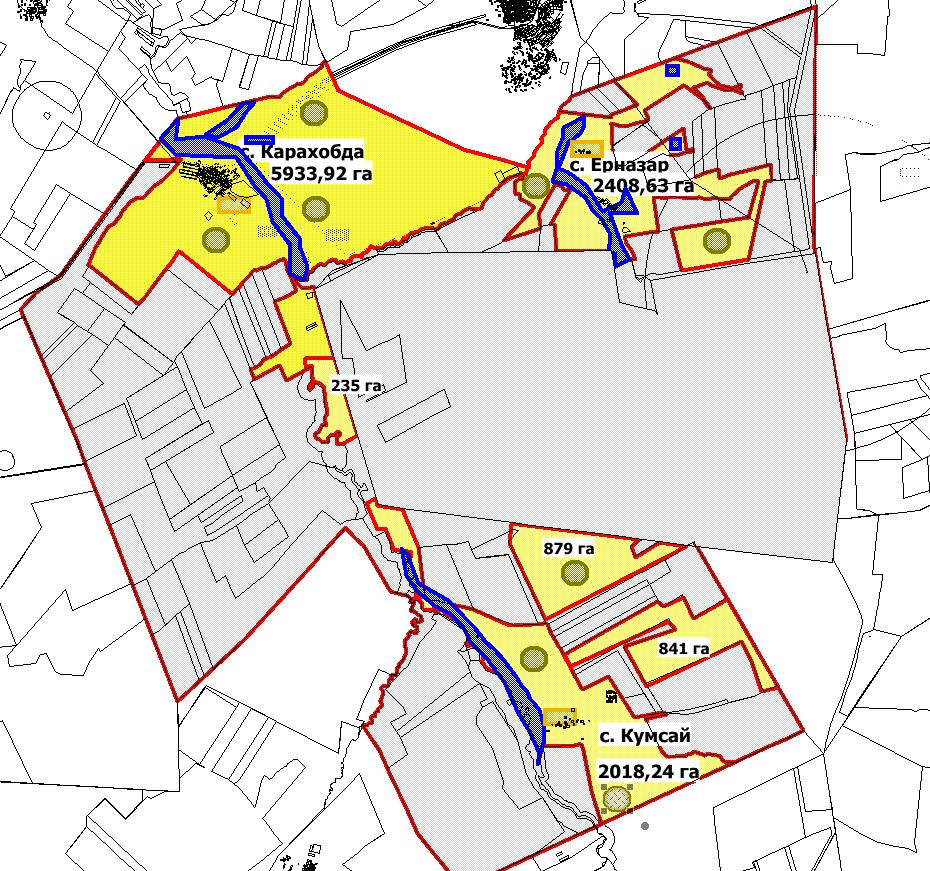 с. Карахобда
5933,92 га
с. Ерназар
2408,63 га
235 га
879 га
841 га
с. Кумсай
2018,24 га